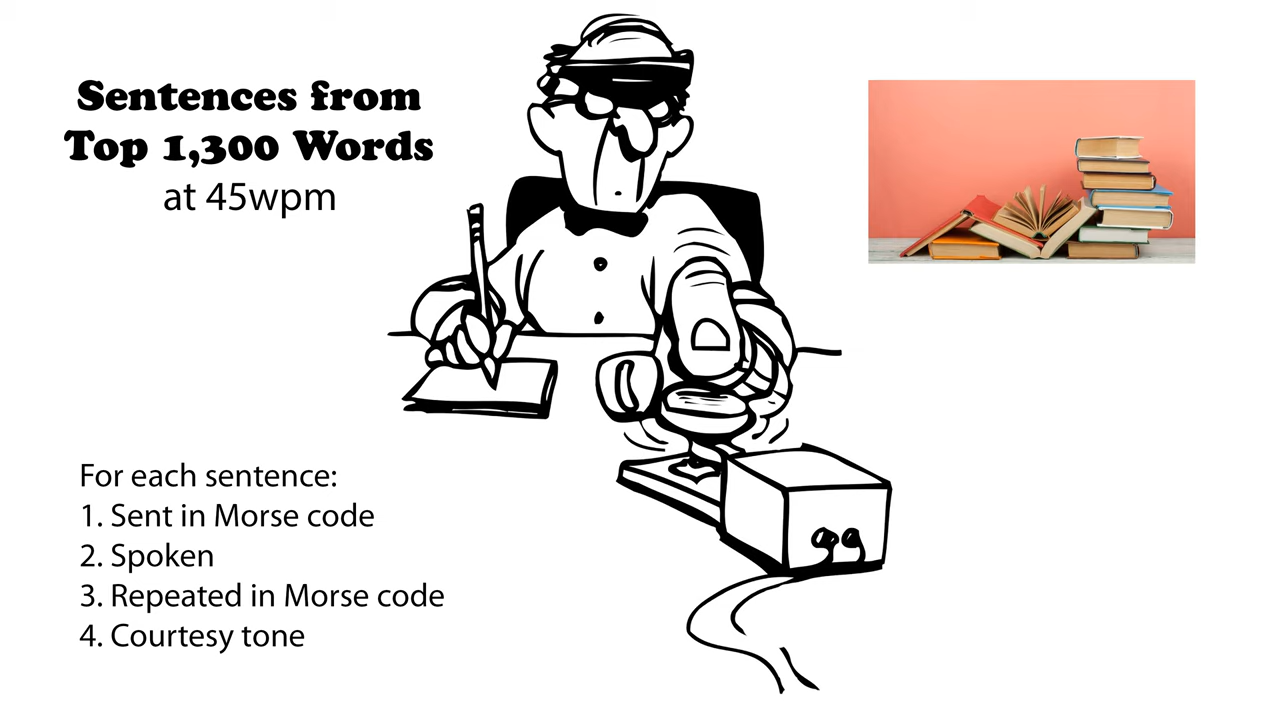 Sentences from
Top 1,300 Words
at 45wpm
For each sentence:
1. Sent in Morse code
2. Spoken
3. Repeated in Morse code
4. Courtesy tone